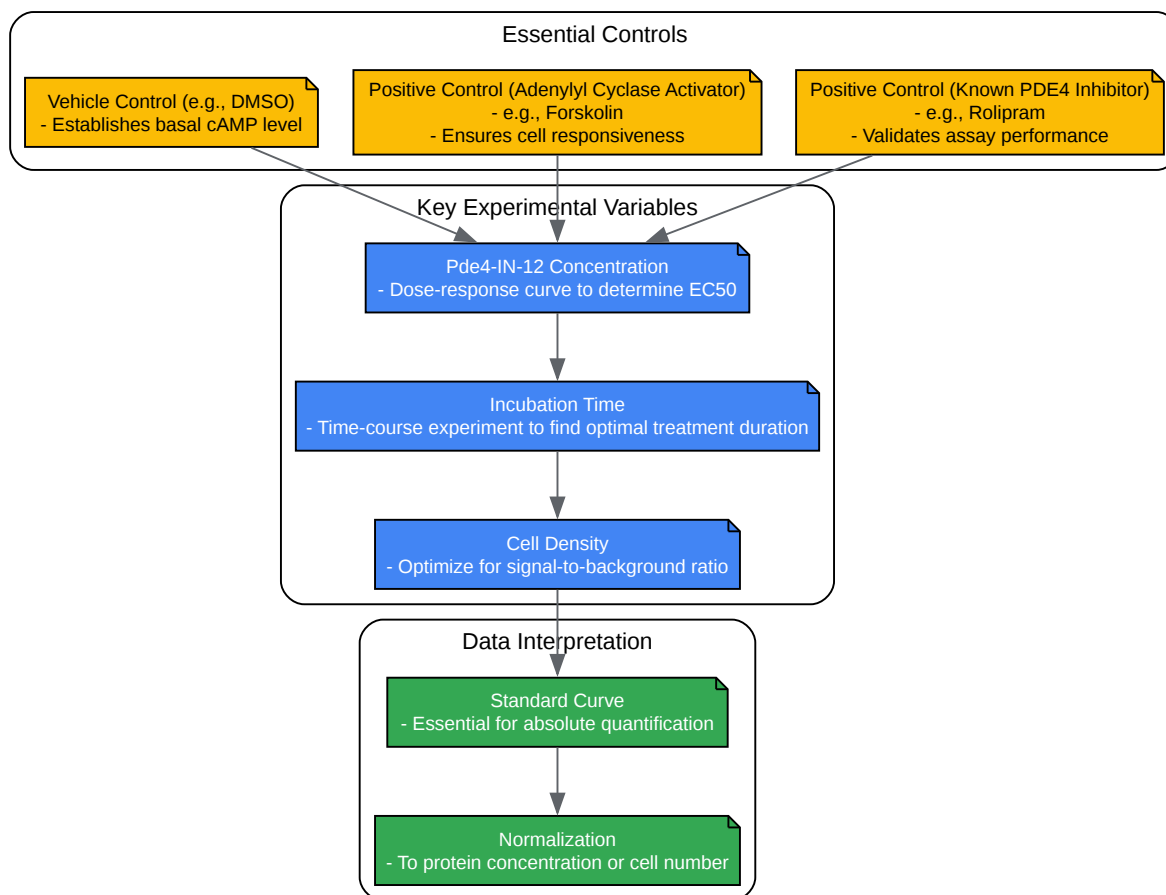 Essential Controls
Vehicle Control (e.g., DMSO)
- Establishes basal cAMP level
Positive Control (Adenylyl Cyclase Activator)
- e.g., Forskolin
- Ensures cell responsiveness
Positive Control (Known PDE4 Inhibitor)
- e.g., Rolipram
- Validates assay performance
Key Experimental Variables
Pde4-IN-12 Concentration
- Dose-response curve to determine EC50
Incubation Time
- Time-course experiment to find optimal treatment duration
Cell Density
- Optimize for signal-to-background ratio
Data Interpretation
Standard Curve
- Essential for absolute quantification
Normalization
- To protein concentration or cell number